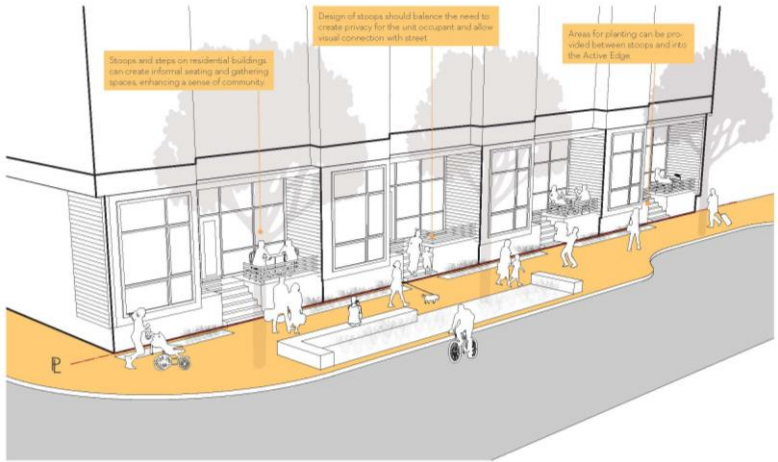 Stoops and steps on residential buildings
can create informal seating and gathering
spaces, enhancing a sense of community.
Design of stoops should balance the need to
create privacy for the unit occupant and allow
visual connection with street.
Areas for planting can be pro-
vided between stoops and into
the Active Edge.
PL